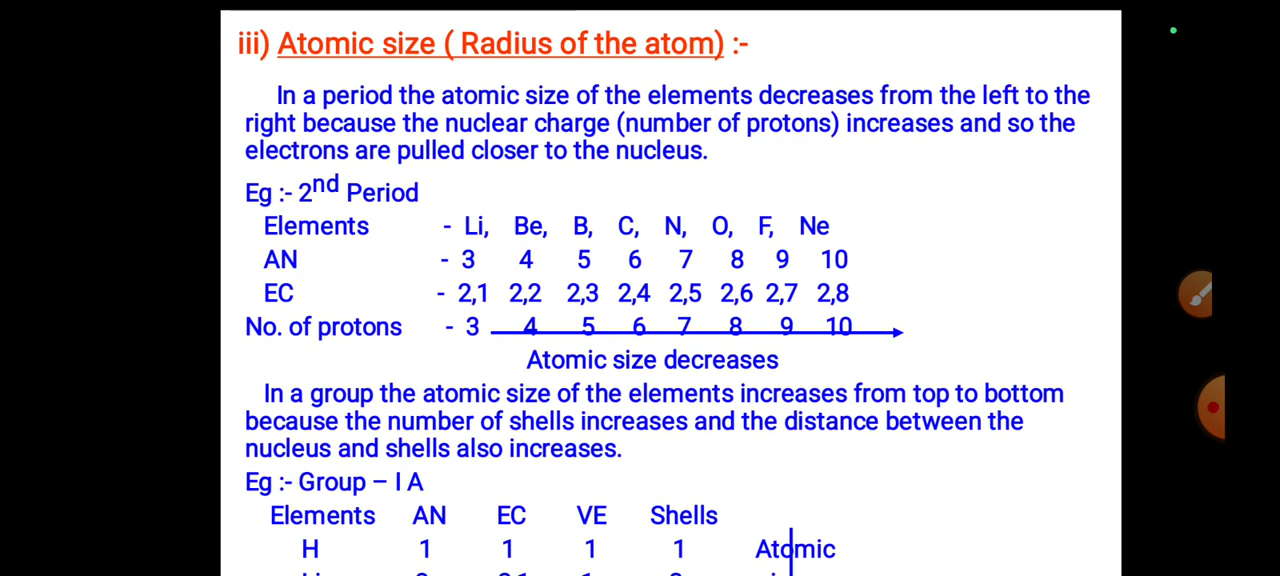 iii) Atomic size ( Radius of the atom) :-
In a period the atomic size of the elements decreases from the left to the
right because the nuclear charge (number of protons) increases and so the
electrons are pulled closer to the nucleus.
Eg :- 2nd Period
Elements - Li, Be, B, C, N, O, F, Ne
AN - 3 4 5 6 7 8 9 10
EC - 2,1 2,2 2,3 2,4 2,5 2,6 2,7 2,8
No. of protons - 3 4 5 6 7 8 9 10
Atomic size decreases
In a group the atomic size of the elements increases from top to bottom
because the number of shells increases and the distance between the
nucleus and shells also increases.
Eg :- Group – I A
Elements AN EC VE Shells
H 1 1 1 1 Atomic